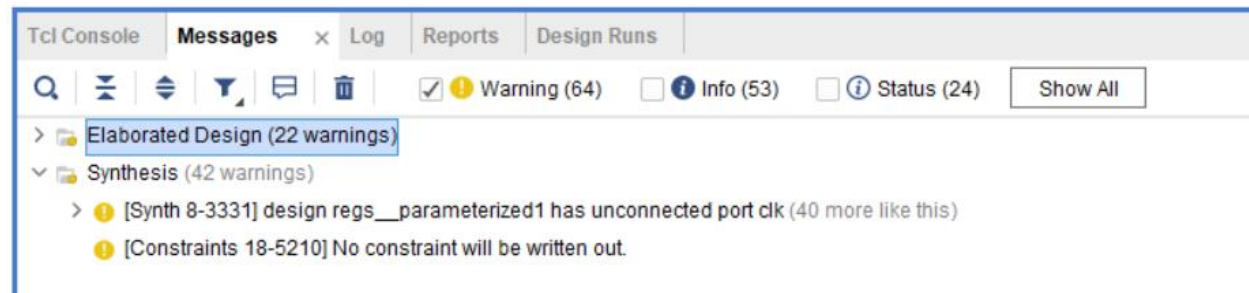 Tcl Console Messages × Log Reports Design Runs
Warning (64) Info (53) Status (24) Show All
Elaborated Design (22 warnings)
Synthesis (42 warnings)
[Synth 8-3331] design regs__parameterized1 has unconnected port clk (40 more like this)
[Constraints 18-5210] No constraint will be written out.